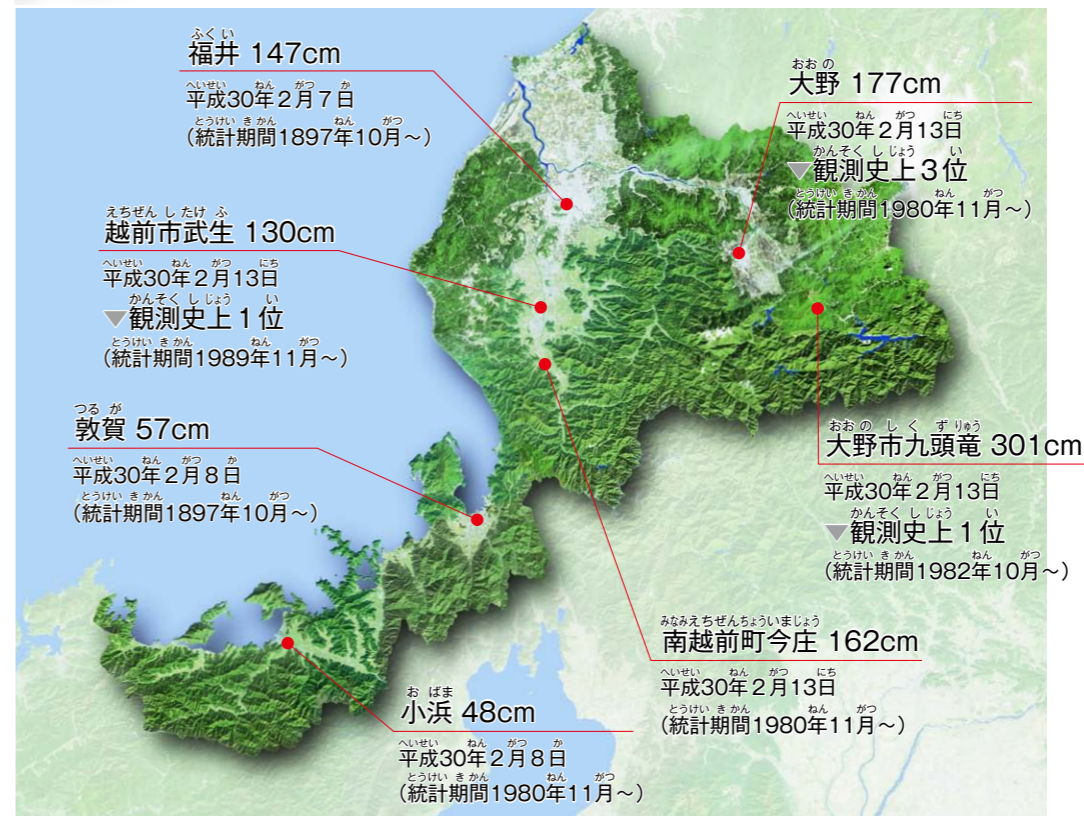 ふくい
福井 147cm
へいせい ねん がつ か
平成30年2月7日
とうけいきかん ねん がつ
（統計期間1897年10月～）
おおの
大野 177cm
へいせい ねん がつ にち
平成30年2月13日
かんそくしじょう い
▼観測史上3位
とうけいきかん ねん がつ
（統計期間1980年11月～）
えちぜんしたけふ
越前市武生 130cm
へいせい ねん がつ にち
平成30年2月13日
かんそくしじょう い
▼観測史上1位
とうけいきかん ねん がつ
（統計期間1989年11月～）
つるが
敦賀 57cm
へいせい ねん がつ か
平成30年2月8日
とうけいきかん ねん がつ
（統計期間1897年10月～）
おおのしくずりゅう
大野市九頭竜 301cm
へいせい ねん がつ にち
平成30年2月13日
かんそくしじょう い
▼観測史上1位
とうけいきかん ねん がつ
（統計期間1982年10月～）
みなみえちぜんちょういまじょう
南越前町今庄 162cm
へいせい ねん がつ にち
平成30年2月13日
とうけいきかん ねん がつ
（統計期間1980年11月～）
おばま
小浜 48cm
へいせい ねん がつ か
平成30年2月8日
とうけいきかん ねん がつ
（統計期間1980年11月～）